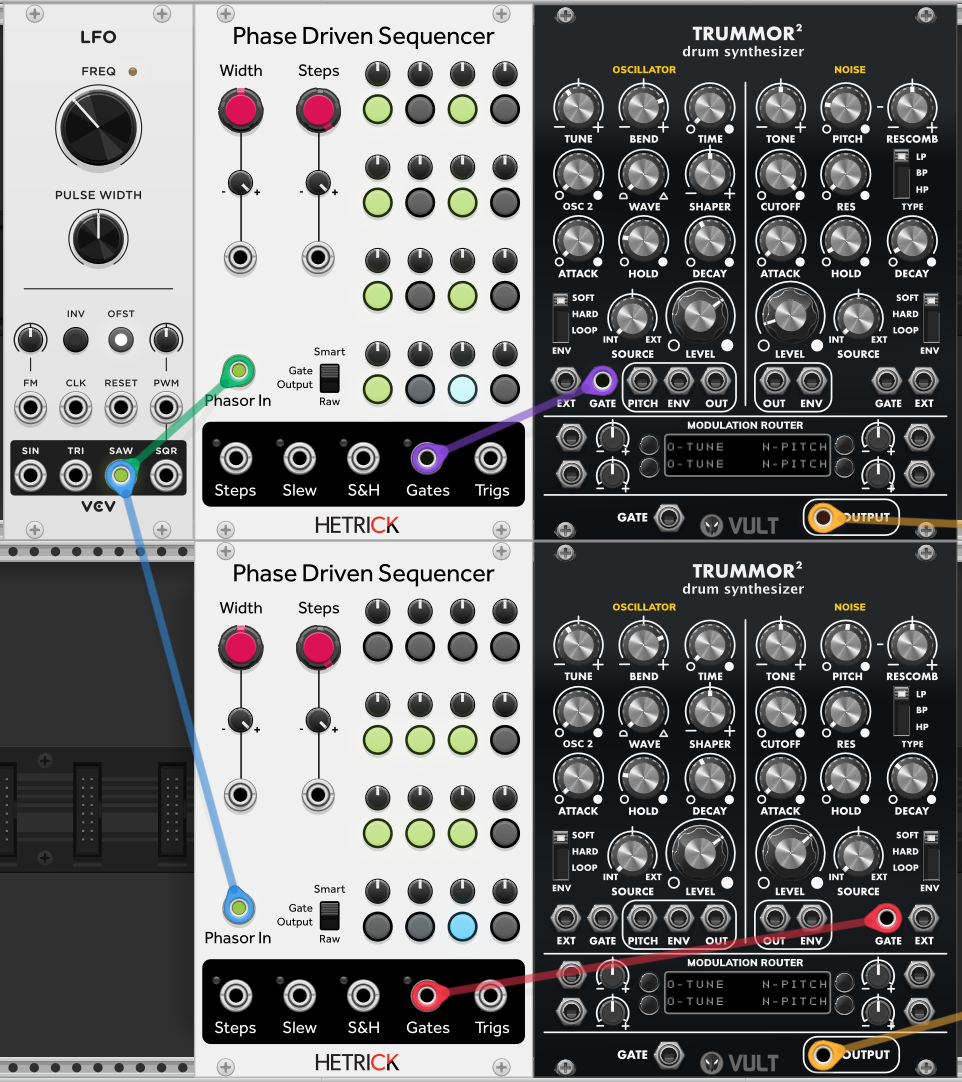 LFO
FREQ
PULSE WIDTH
INV OFST
FM CLK RESET PWM
SIN TRI SAW SQR
VCV
Phase Driven Sequencer
Width Steps
- +
- +
Smart
Gate
Output
Raw
Phasor In
Steps Slew S&H Gates Trigs
HETRICK
TRUMMOR²
drum synthesizer
OSCILLATOR NOISE
TUNE BEND TIME TONE PITCH RESCOMB
OSC 2 WAVE SHAPER CUTOFF RES TYPE
LP
BP
HP
ATTACK HOLD DECAY ATTACK HOLD DECAY
SOFT
HARD
LOOP
ENV
INT EXT
SOURCE LEVEL
LEVEL SOURCE
INT EXT
SOFT
HARD
LOOP
ENV
EXT GATE PITCH ENV OUT OUT ENV GATE EXT
MODULATION ROUTER
O-TUNE N-PITCH
O-TUNE N-PITCH
GATE VULT OUTPUT
Phase Driven Sequencer
Width Steps
- +
- +
Smart
Gate
Output
Raw
Phasor In
Steps Slew S&H Gates Trigs
HETRICK
TRUMMOR²
drum synthesizer
OSCILLATOR NOISE
TUNE BEND TIME TONE PITCH RESCOMB
OSC 2 WAVE SHAPER CUTOFF RES TYPE
LP
BP
HP
ATTACK HOLD DECAY ATTACK HOLD DECAY
SOFT
HARD
LOOP
ENV
INT EXT
SOURCE LEVEL
LEVEL SOURCE
INT EXT
SOFT
HARD
LOOP
ENV
EXT GATE PITCH ENV OUT OUT ENV GATE EXT
MODULATION ROUTER
O-TUNE N-PITCH
O-TUNE N-PITCH
GATE VULT OUTPUT